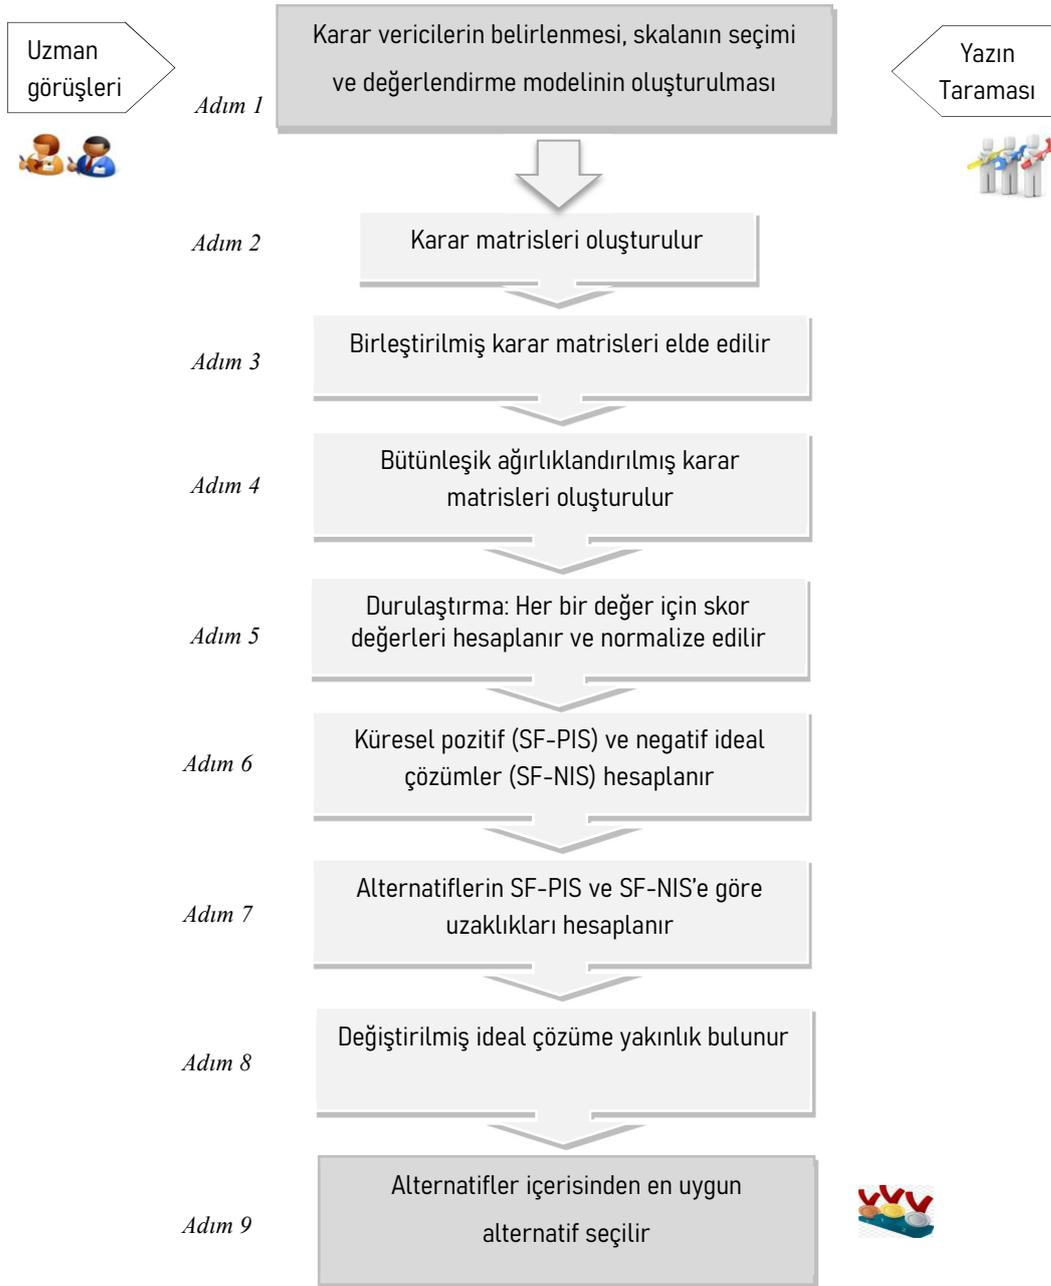 Uzman
görüşleri
Karar vericilerin belirlenmesi, skalanın seçimi
ve değerlendirme modelinin oluşturulması
Yazın
Taraması
Adım 1
Adım 2
Karar matrisleri oluşturulur
Adım 3
Birleştirilmiş karar matrisleri elde edilir
Adım 4
Bütünleşik ağırlıklandırılmış karar
matrisleri oluşturulur
Adım 5
Durulaştırma: Her bir değer için skor
değerleri hesaplanır ve normalize edilir
Adım 6
Küresel pozitif (SF-PIS) ve negatif ideal
çözümler (SF-NIS) hesaplanır
Adım 7
Alternatiflerin SF-PIS ve SF-NIS’e göre
uzaklıkları hesaplanır
Adım 8
Değiştirilmiş ideal çözüme yakınlık bulunur
Adım 9
Alternatifler içerisinden en uygun
alternatif seçilir